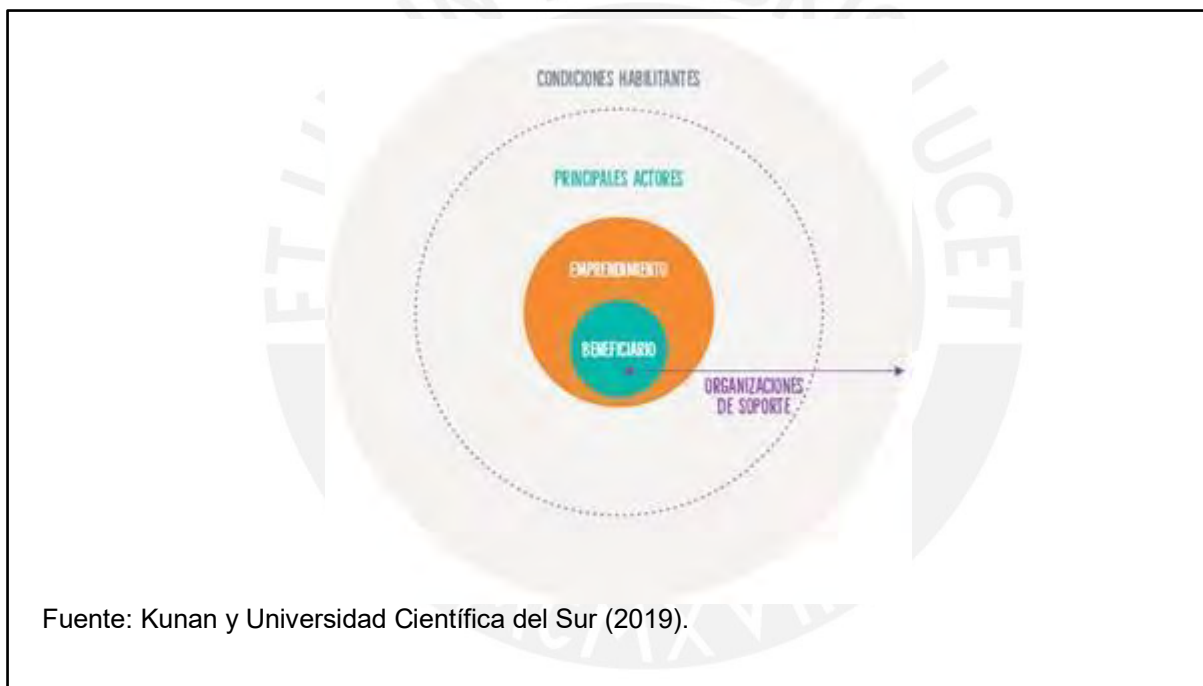 CONDICIONES HABILITANTES
PRINCIPALES ACTORES
EMPRENDIMIENTO
BENEFICIARIO
ORGANIZACIONES
DE SOPORTE
Fuente: Kunan y Universidad Científica del Sur (2019).